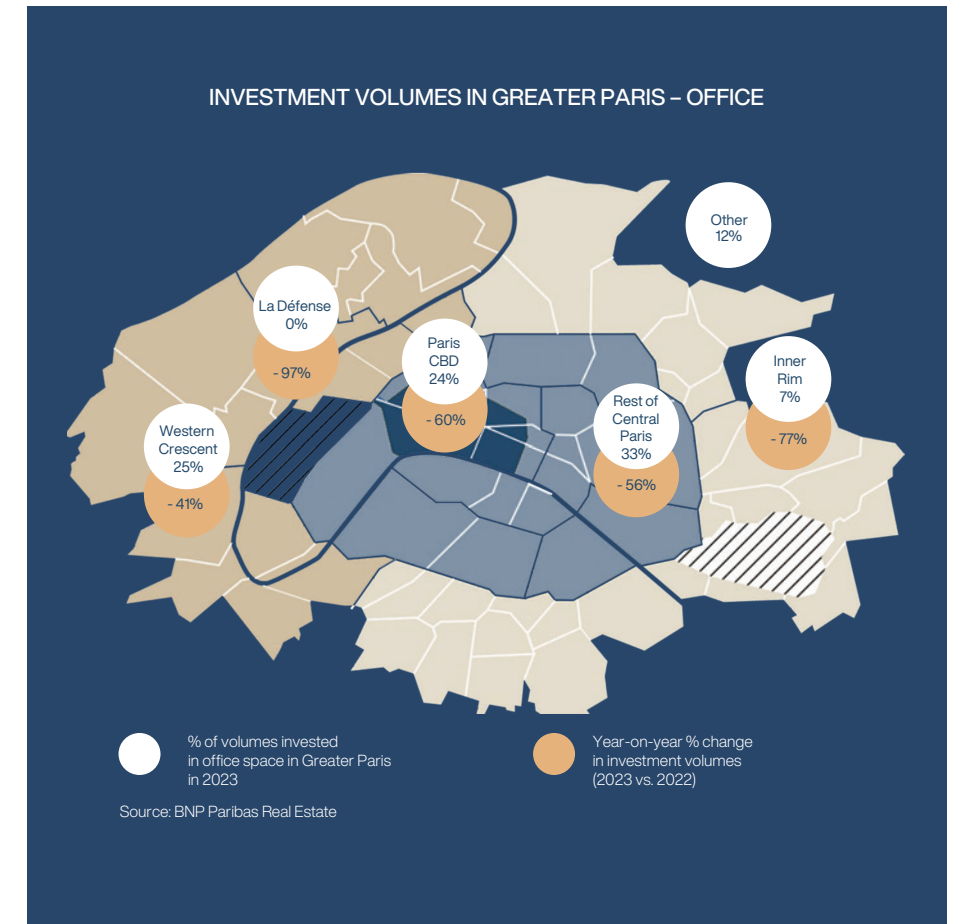 INVESTMENT VOLUMES IN GREATER PARIS – OFFICE
Other
12%
La Défense
0%
- 97%
Paris
CBD
24%
- 60%
Inner
Rim
7%
- 77%
Rest of
Central
Paris
33%
- 56%
Western
Crescent
25%
- 41%
% of volumes invested
in office space in Greater Paris
in 2023
Year-on-year % change
in investment volumes
(2023 vs. 2022)
Source: BNP Paribas Real Estate